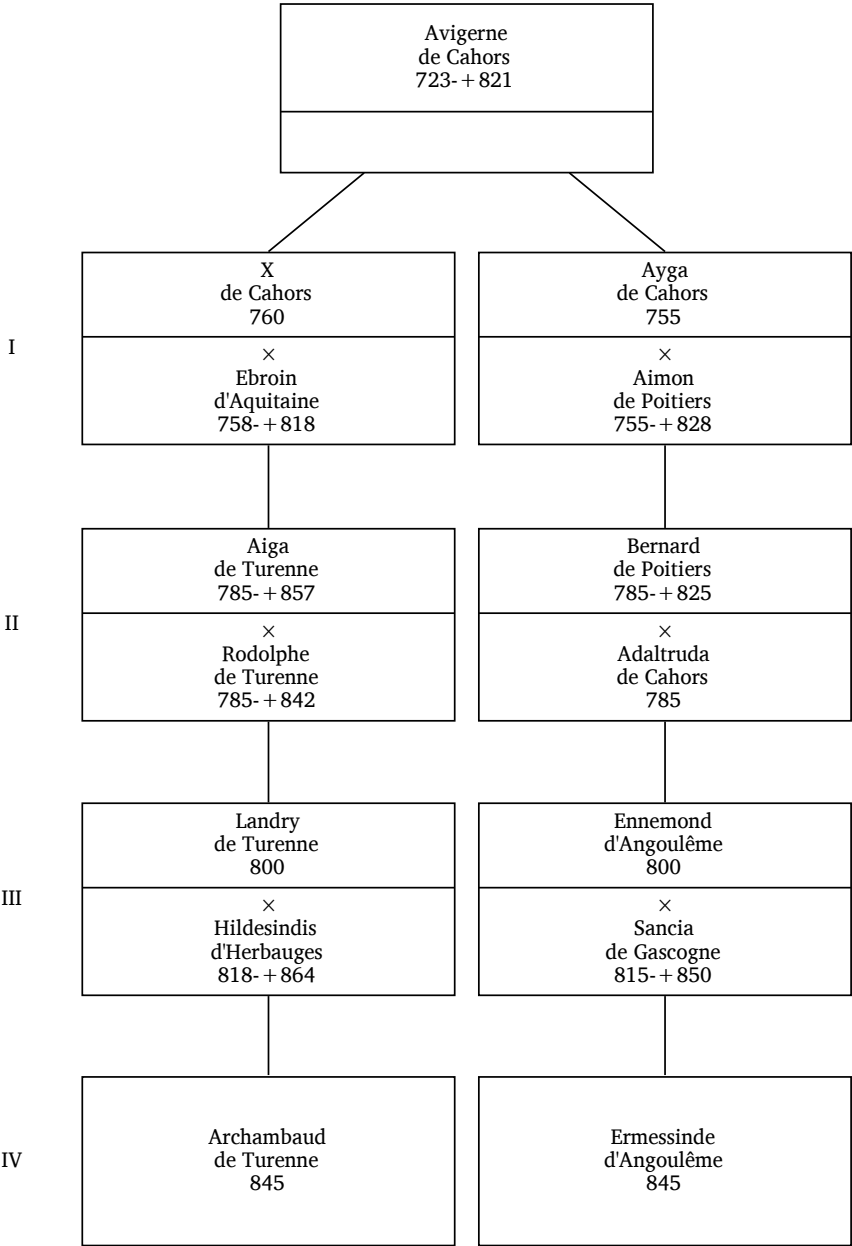 Avigerne
de Cahors
723-+821
I
X
de Cahors
760
×
Ebroin
d'Aquitaine
758-+818
Ayga
de Cahors
755
×
Aimon
de Poitiers
755-+828
II
Aiga
de Turenne
785-+857
×
Rodolphe
de Turenne
785-+842
Bernard
de Poitiers
785-+825
×
Adaltruda
de Cahors
785
III
Landry
de Turenne
800
×
Hildesindis
d'Herbauges
818-+864
Ennemond
d'Angoulême
800
×
Sancia
de Gascogne
815-+850
IV
Archambaud
de Turenne
845
Ermessinde
d'Angoulême
845